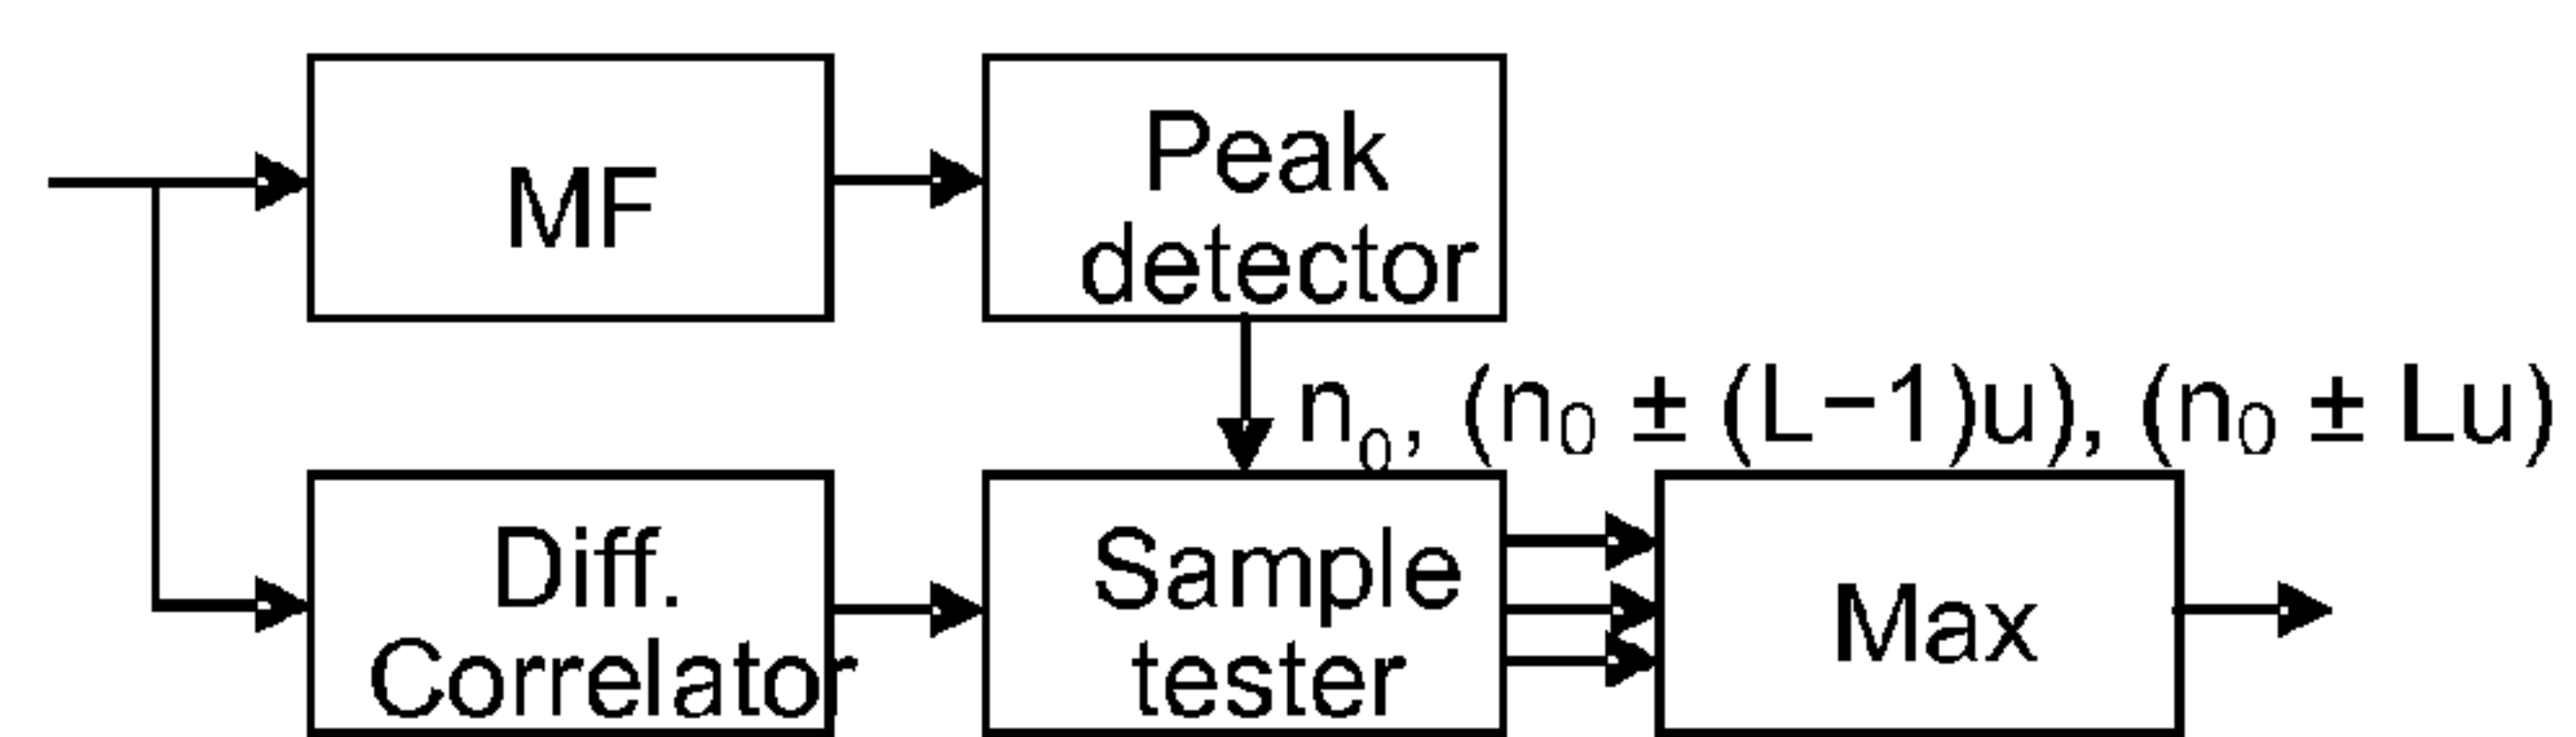 MF
Peak
detector
n₀, (n₀ ± (L−1)u), (n₀ ± Lu)
Diff.
Correlator
Sample
tester
Max